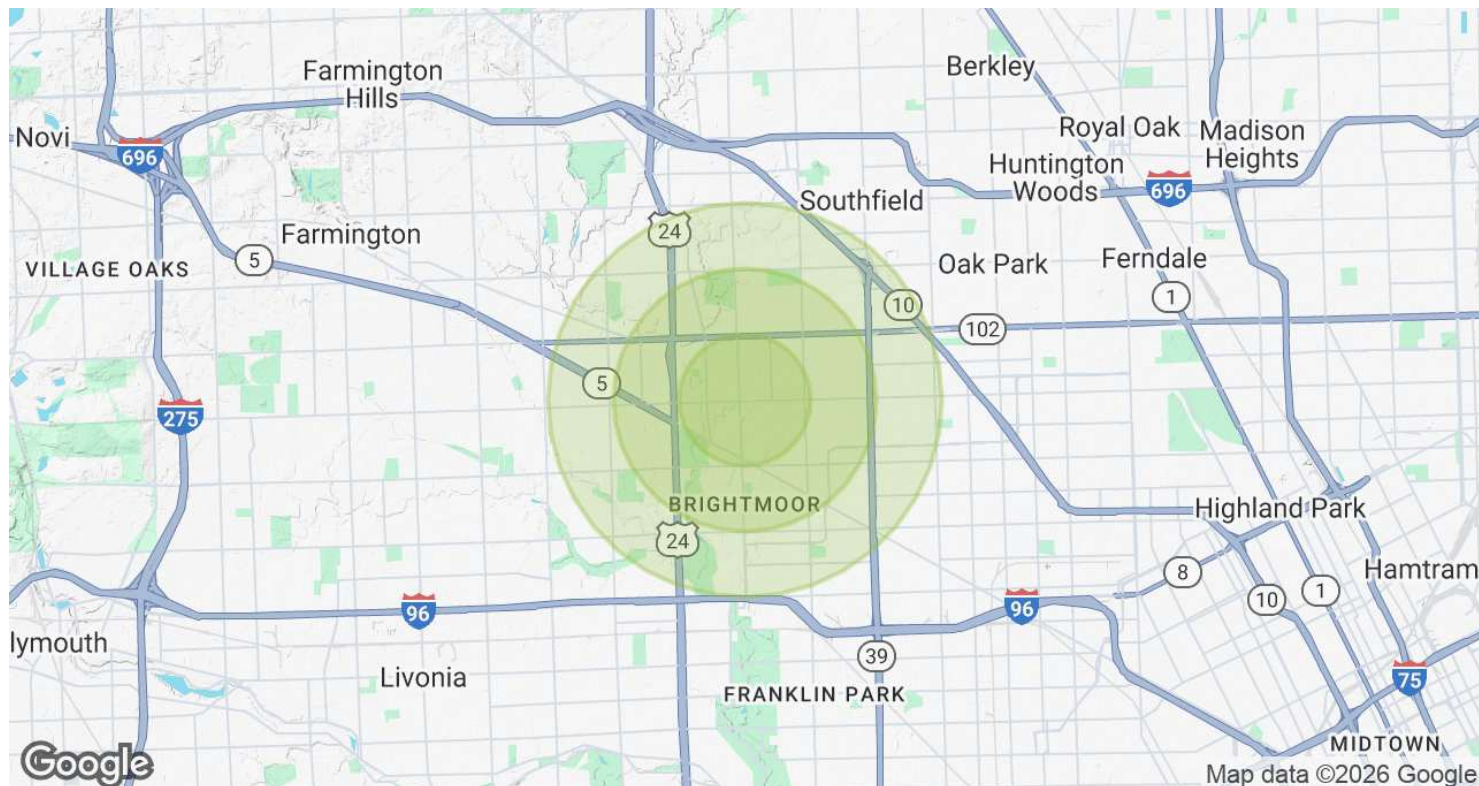 Farmington
Hills
Berkley
Novi
696
Royal Oak
Madison
Heights
Huntington
Woods
696
Southfield
24
Farmington
VILLAGE OAKS
5
Oak Park
Ferndale
10
1
102
5
275
BRIGHTMOOR
24
Highland Park
8
Hamtram
96
96
10
1
lymouth
39
Livonia
FRANKLIN PARK
75
MIDTOWN
Google
Map data ©2026 Google